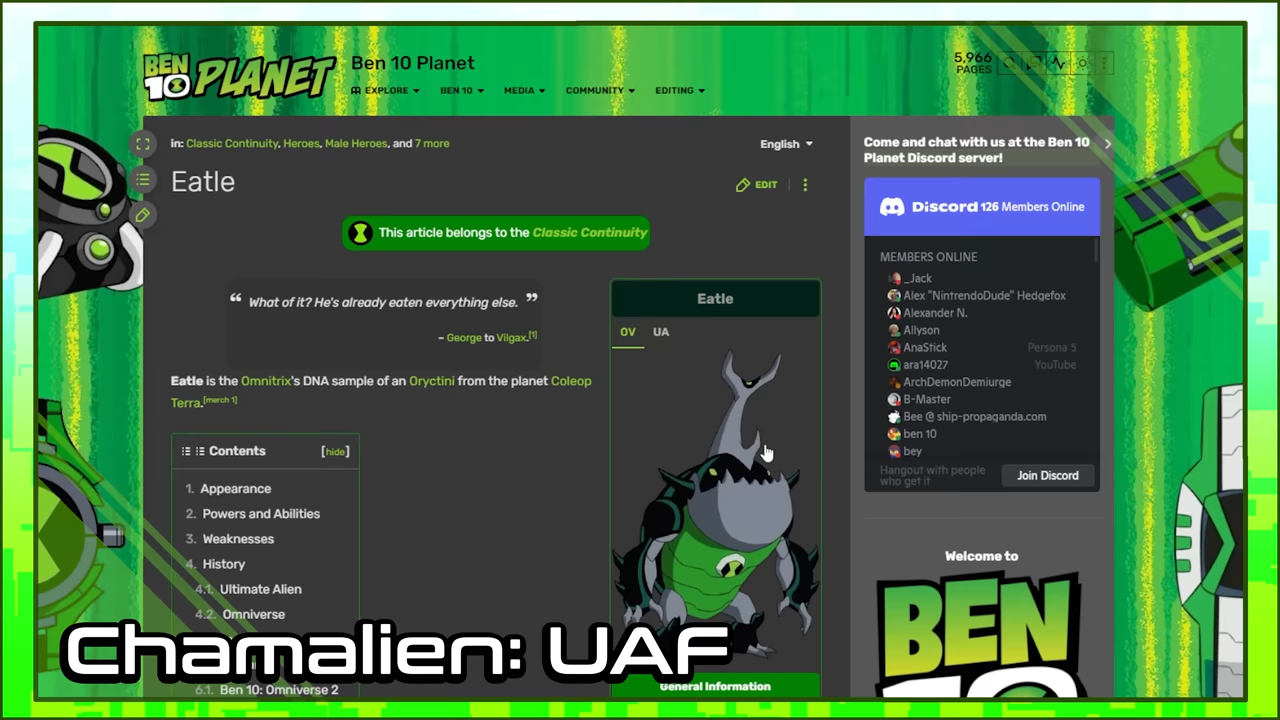 BEN 10 PLANET
Ben 10 Planet
5,966
PAGES
EXPLORE
BEN 10
MEDIA
COMMUNITY
EDITING
in: Classic Continuity, Heroes, Male Heroes, and 7 more
English
Eatle
EDIT
This article belongs to the Classic Continuity
“ What of it? He's already eaten everything else. ”
– George to Vilgax.[1]
Eatle is the Omnitrix's DNA sample of an Oryctini from the planet Coleop
Terra.[merch 1]
Contents [hide]
1. Appearance
2. Powers and Abilities
3. Weaknesses
4. History
4.1. Ultimate Alien
4.2. Omniverse
6.1. Ben 10: Omniverse 2
Eatle
OV UA
General Information
Come and chat with us at the Ben 10
Planet Discord server!
Discord 126 Members Online
MEMBERS ONLINE
_Jack
Alex "NintrendoDude" Hedgefox
Alexander N.
Allyson
AnaStick Persona 5
ara14027 YouTube
ArchDemonDemiurge
B-Master
Bee @ ship-propaganda.com
ben 10
bey
Hangout with people
who get it
Join Discord
Welcome to
BEN
10
Chamalien: UAF